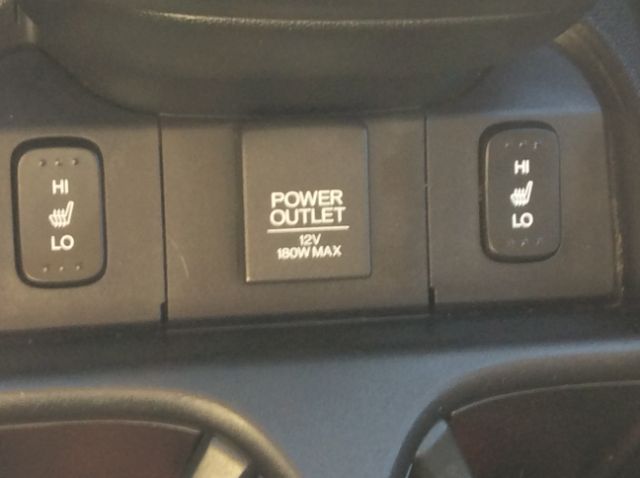 HI
LO
POWER
OUTLET
12V
180W MAX
HI
LO